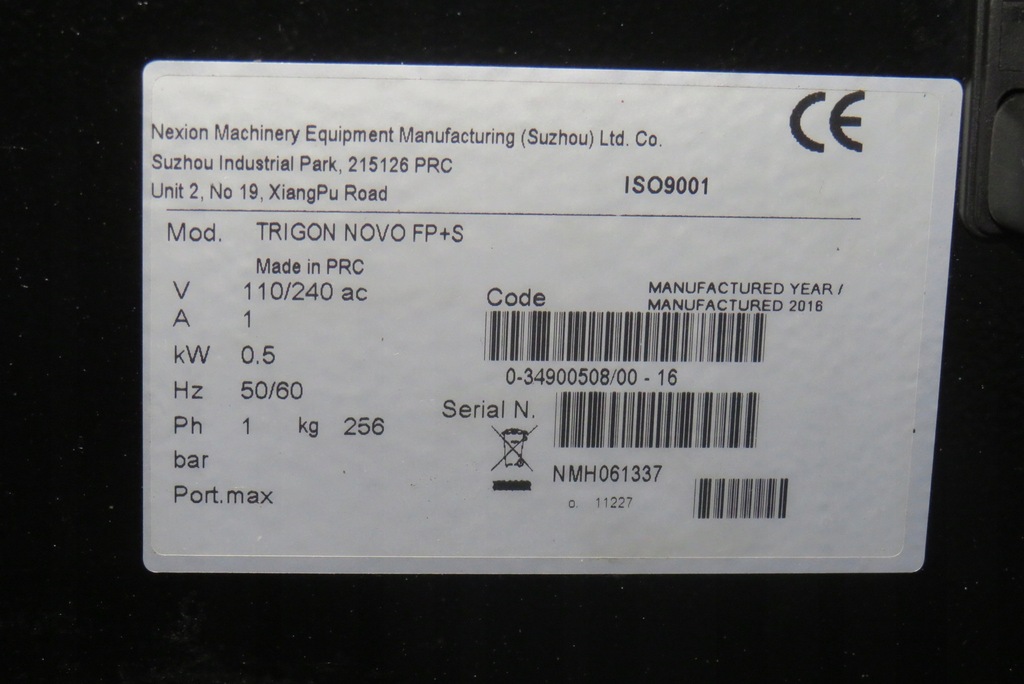 Nexion Machinery Equipment Manufacturing (Suzhou) Ltd. Co.
Suzhou Industrial Park, 215126 PRC
Unit 2, No 19, XiangPu Road
ISO9001
CE
Mod. TRIGON NOVO FP+S
Made in PRC
V 110/240 ac
A 1
kW 0.5
Hz 50/60
Ph 1 kg 256
bar
Port.max
Code
MANUFACTURED YEAR /
MANUFACTURED 2016
0-34900508/00 - 16
Serial N.
NMH061337
o. 11227